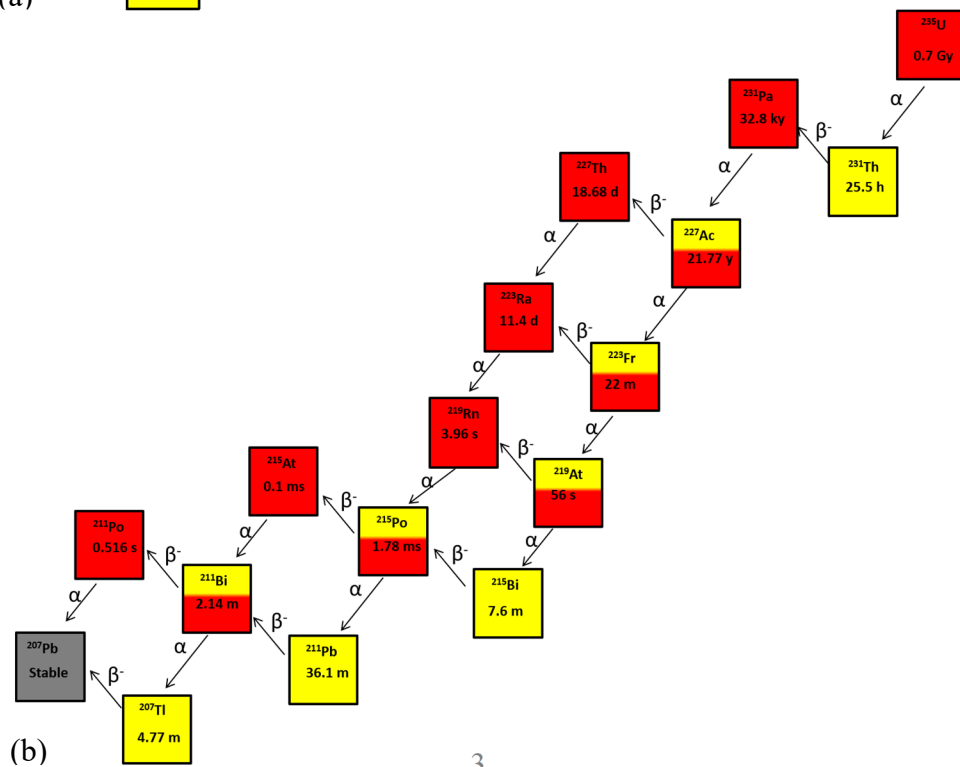 (a)
²³⁵U
0.7 Gy
α
²³¹Pa
32.8 ky
β⁻
²³¹Th
25.5 h
α
²²⁷Th
18.68 d
β⁻
²²⁷Ac
21.77 y
α
α
²²³Ra
11.4 d
β⁻
²²³Fr
22 m
α
α
²¹⁹Rn
3.96 s
β⁻
²¹⁹At
56 s
α
α
²¹⁵At
0.1 ms
β⁻
²¹⁵Po
1.78 ms
β⁻
²¹⁵Bi
7.6 m
α
α
²¹¹Po
0.516 s
β⁻
²¹¹Bi
2.14 m
β⁻
²¹¹Pb
36.1 m
α
α
²⁰⁷Pb
Stable
β⁻
²⁰⁷Tl
4.77 m
(b)
3